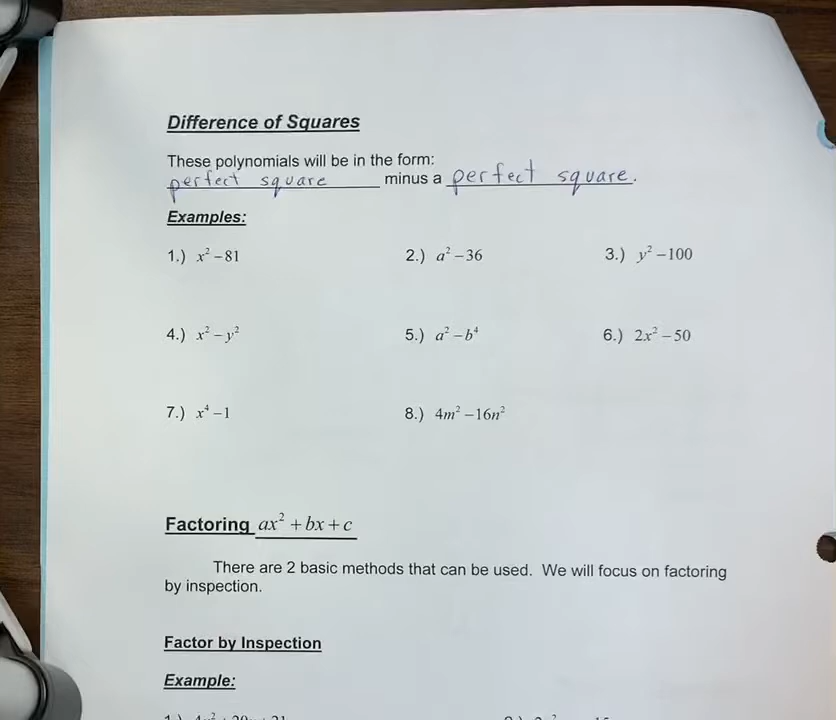 Difference of Squares
These polynomials will be in the form:
perfect square minus a perfect square.
Examples:
1.) x² – 81 2.) a² – 36 3.) y² – 100
4.) x² – y² 5.) a² – b⁴ 6.) 2x² – 50
7.) x⁴ – 1 8.) 4m² – 16n²
Factoring ax² + bx + c
There are 2 basic methods that can be used. We will focus on factoring
by inspection.
Factor by Inspection
Example: